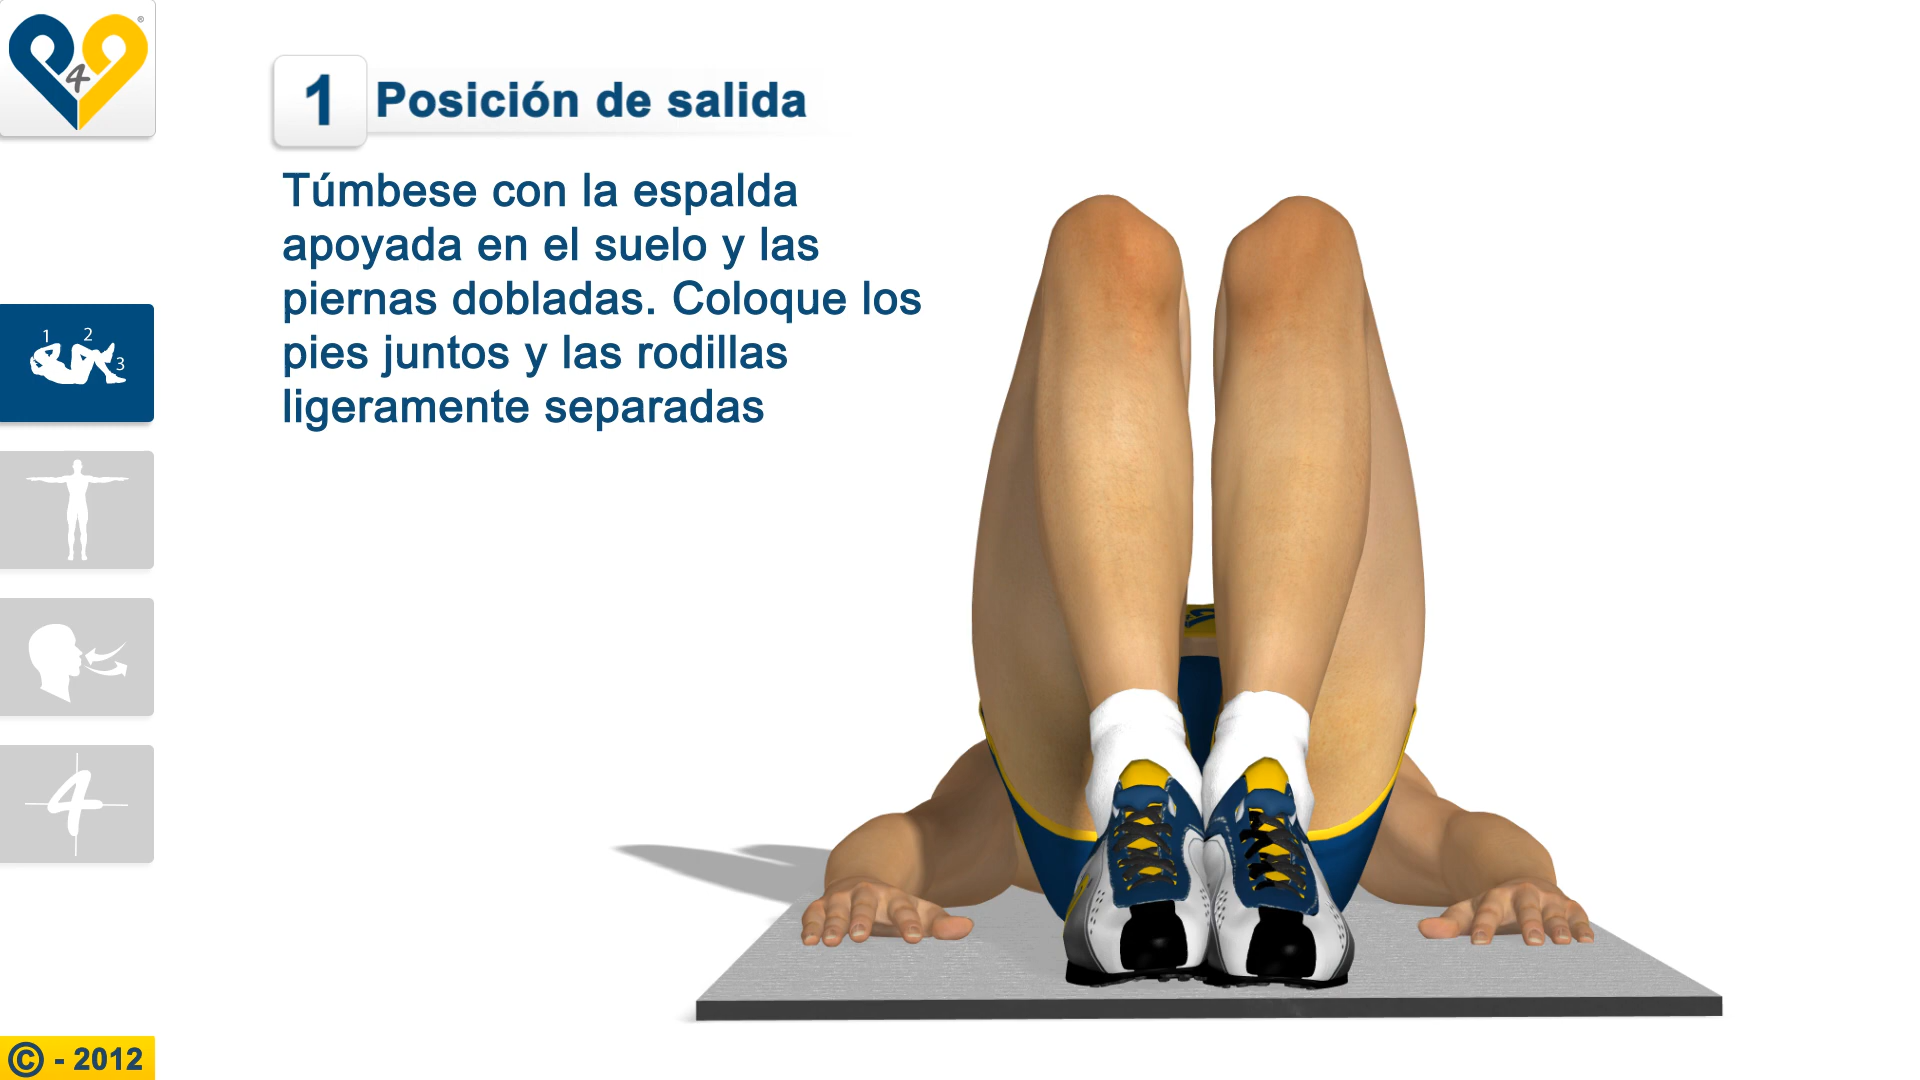 4
®
1 Posición de salida
Túmbese con la espalda
apoyada en el suelo y las
piernas dobladas. Coloque los
pies juntos y las rodillas
ligeramente separadas
1 2 3
4
© - 2012